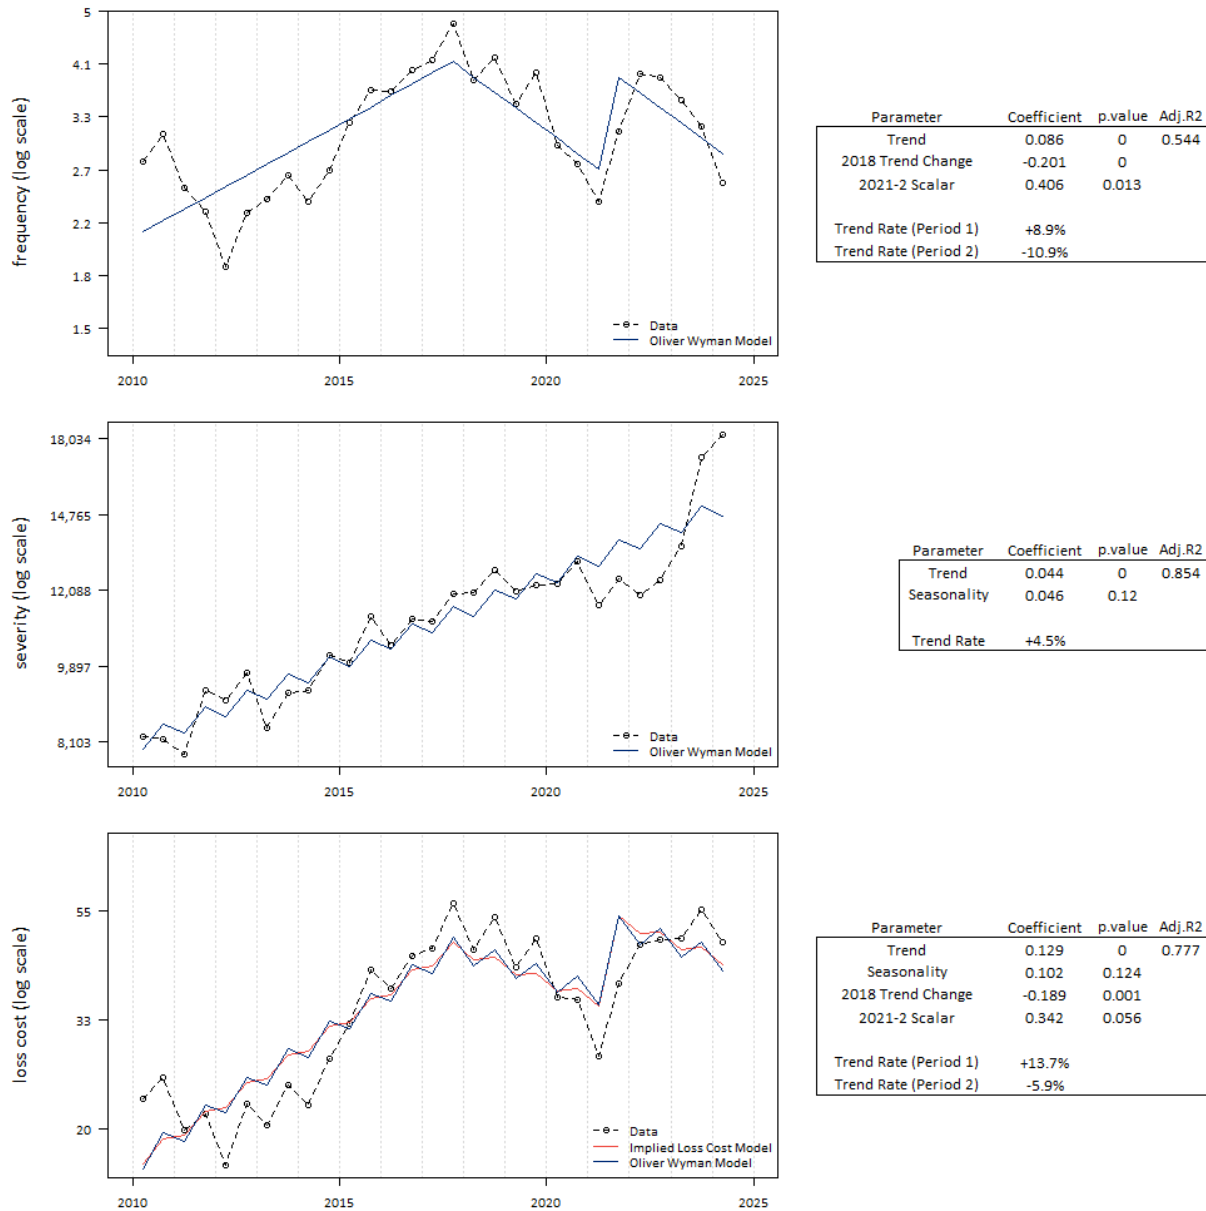 frequency (log scale)
5
4.1
3.3
2.7
2.2
1.8
1.5
Data
Oliver Wyman Model
2010 2015 2020 2025
Parameter Coefficient p.value Adj.R2
Trend 0.086 0 0.544
2018 Trend Change -0.201 0
2021-2 Scalar 0.406 0.013
Trend Rate (Period 1) +8.9%
Trend Rate (Period 2) -10.9%
severity (log scale)
18,034
14,765
12,088
9,897
8,103
Data
Oliver Wyman Model
2010 2015 2020 2025
Parameter Coefficient p.value Adj.R2
Trend 0.044 0 0.854
Seasonality 0.046 0.12
Trend Rate +4.5%
loss cost (log scale)
55
33
20
Data
Implied Loss Cost Model
Oliver Wyman Model
2010 2015 2020 2025
Parameter Coefficient p.value Adj.R2
Trend 0.129 0 0.777
Seasonality 0.102 0.124
2018 Trend Change -0.189 0.001
2021-2 Scalar 0.342 0.056
Trend Rate (Period 1) +13.7%
Trend Rate (Period 2) -5.9%